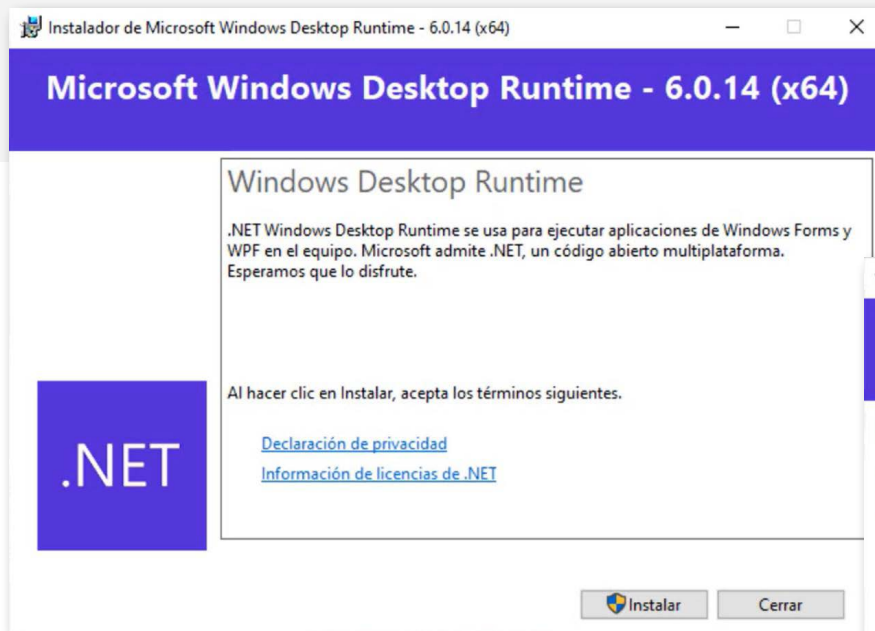 Instalador de Microsoft Windows Desktop Runtime - 6.0.14 (x64)
Microsoft Windows Desktop Runtime - 6.0.14 (x64)
Windows Desktop Runtime
.NET Windows Desktop Runtime se usa para ejecutar aplicaciones de Windows Forms y
WPF en el equipo. Microsoft admite .NET, un código abierto multiplataforma.
Esperamos que lo disfrute.
Al hacer clic en Instalar, acepta los términos siguientes.
Declaración de privacidad
Información de licencias de .NET
.NET
Instalar
Cerrar